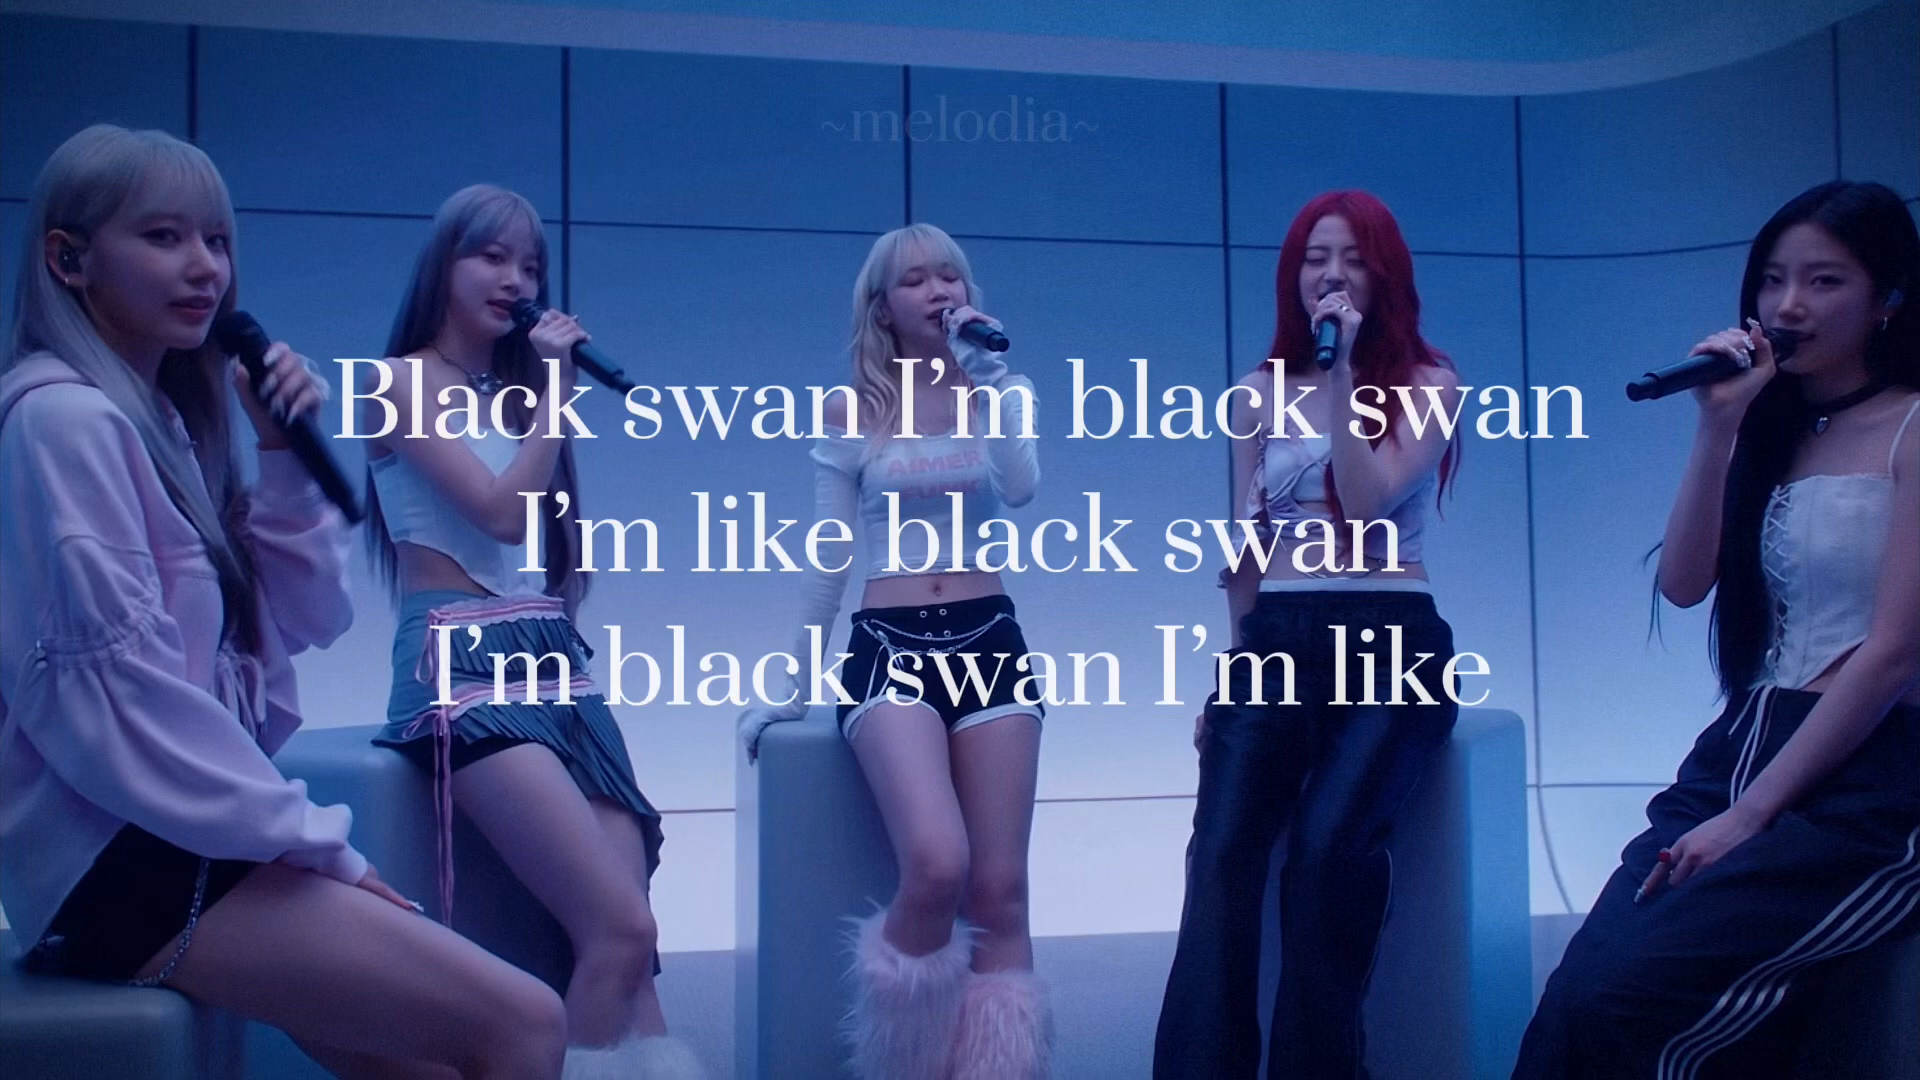 ~melodia~
Black swan I’m black swan
I’m like black swan
I’m black swan I’m like
AIMER